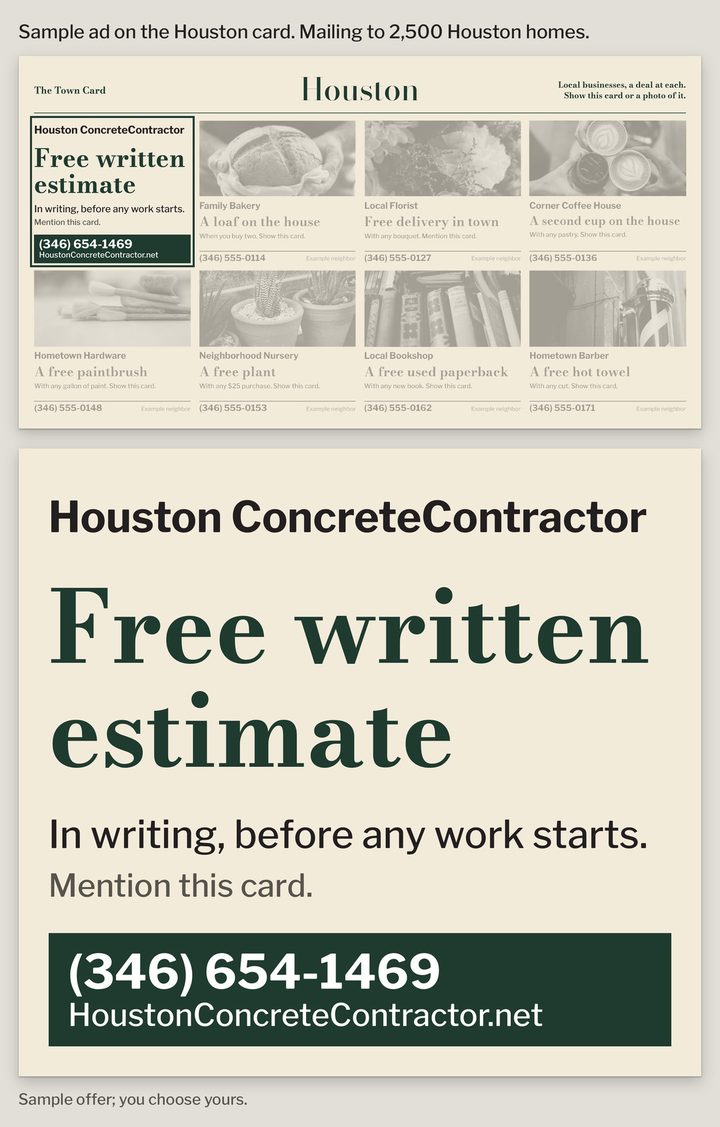 Sample ad on the Houston card. Mailing to 2,500 Houston homes.
The Town Card
Houston
Local businesses, a deal at each.
Show this card or a photo of it.
Houston ConcreteContractor
Free written
estimate
In writing, before any work starts.
Mention this card.
(346) 654-1469
HoustonConcreteContractor.net
Family Bakery
A loaf on the house
When you buy two. Show this card.
(346) 555-0114
Example neighbor
Local Florist
Free delivery in town
With any bouquet. Mention this card.
(346) 555-0127
Example neighbor
Corner Coffee House
A second cup on the house
With any pastry. Show this card.
(346) 555-0136
Example neighbor
Hometown Hardware
A free paintbrush
With any gallon of paint. Show this card.
(346) 555-0148
Example neighbor
Neighborhood Nursery
A free plant
With any $25 purchase. Show this card.
(346) 555-0153
Example neighbor
Local Bookshop
A free used paperback
With any new book. Show this card.
(346) 555-0162
Example neighbor
Hometown Barber
A free hot towel
With any cut. Show this card.
(346) 555-0171
Example neighbor
Houston ConcreteContractor
Free written
estimate
In writing, before any work starts.
Mention this card.
(346) 654-1469
HoustonConcreteContractor.net
Sample offer; you choose yours.